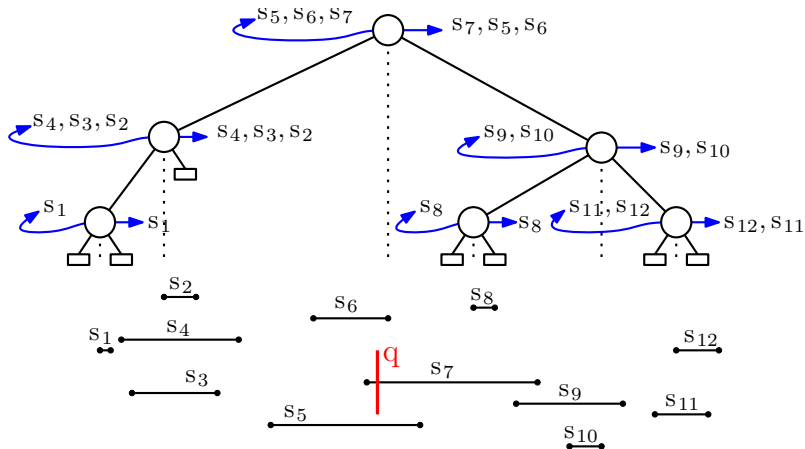 s₅, s₆, s₇
s₇, s₅, s₆
s₄, s₃, s₂
s₄, s₃, s₂
s₉, s₁₀
s₉, s₁₀
s₁
s₁
s₈
s₈
s₁₁, s₁₂
s₁₂, s₁₁
s₂
s₆
s₈
s₁
s₄
s₁₂
q
s₃
s₇
s₉
s₅
s₁₁
s₁₀